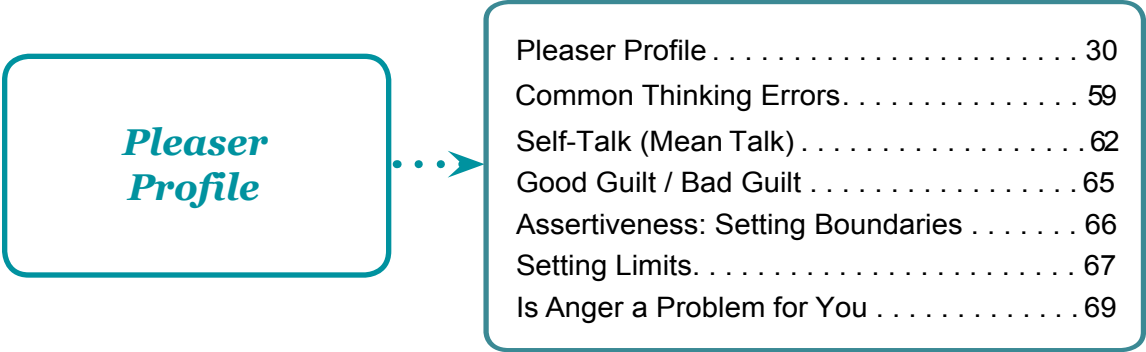 Pleaser
Profile
Pleaser Profile . . . . . . . . . . . . . . . . . . . . . . . 30
Common Thinking Errors. . . . . . . . . . . . . . . 59
Self-Talk (Mean Talk) . . . . . . . . . . . . . . . . . . 62
Good Guilt / Bad Guilt . . . . . . . . . . . . . . . . . 65
Assertiveness: Setting Boundaries . . . . . . . 66
Setting Limits. . . . . . . . . . . . . . . . . . . . . . . . 67
Is Anger a Problem for You . . . . . . . . . . . . . 69